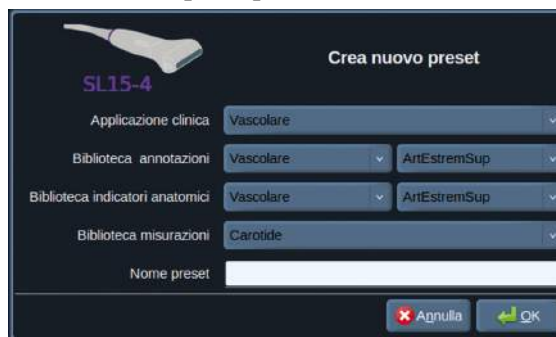 Crea nuovo preset
SL15-4
Applicazione clinica Vascolare
Biblioteca annotazioni Vascolare ArtEstremSup
Biblioteca indicatori anatomici Vascolare ArtEstremSup
Biblioteca misurazioni Carotide
Nome preset
Annulla OK